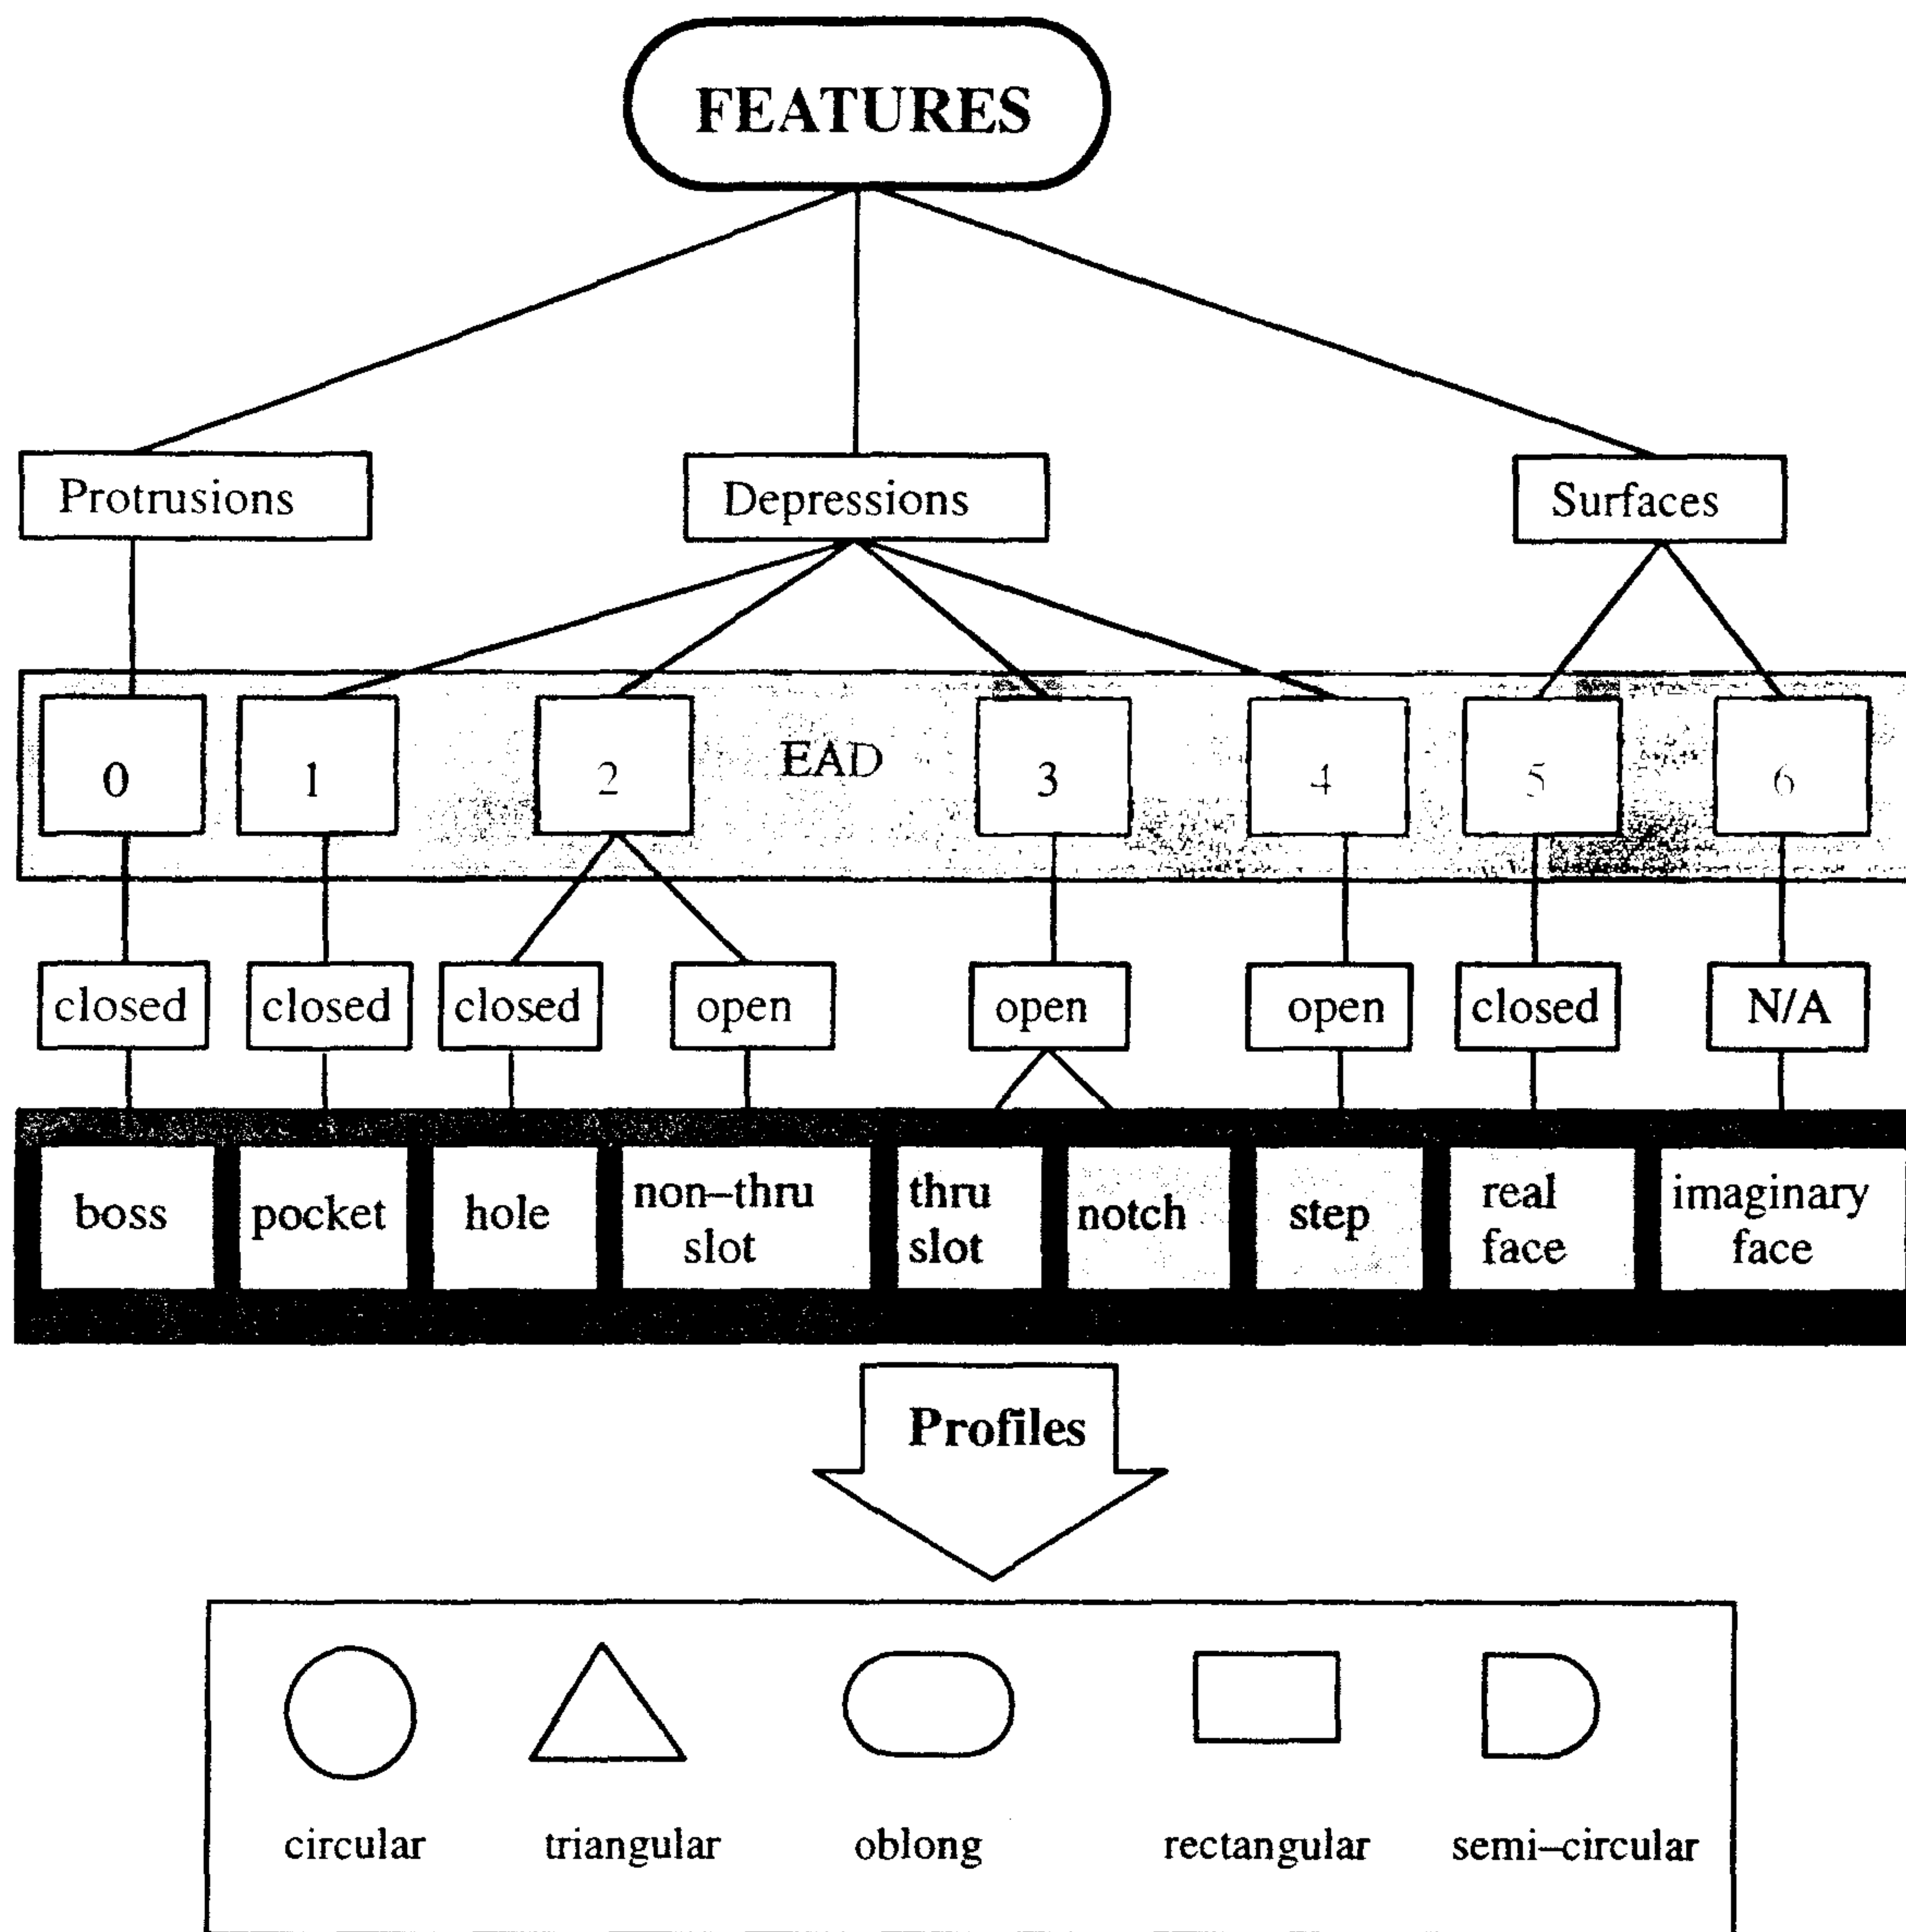 FEATURES
Protrusions
Depressions
Surfaces
EAD
0
1
2
3
4
5
6
closed
closed
closed
open
open
open
closed
N/A
boss
pocket
hole
non–thru
slot
thru
slot
notch
step
real
face
imaginary
face
Profiles
circular
triangular
oblong
rectangular
semi–circular